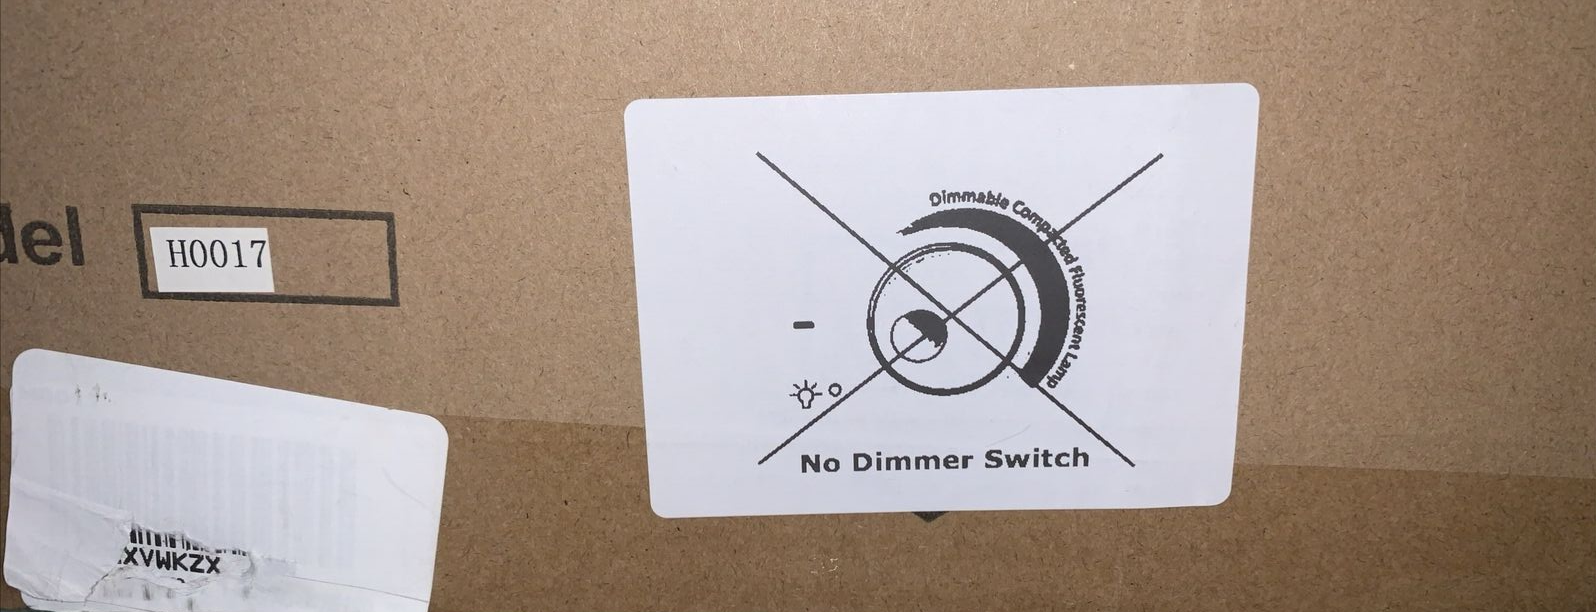 del
H0017
Dimmable Compacted Fluorescent Lamp
No Dimmer Switch
XVWKZX